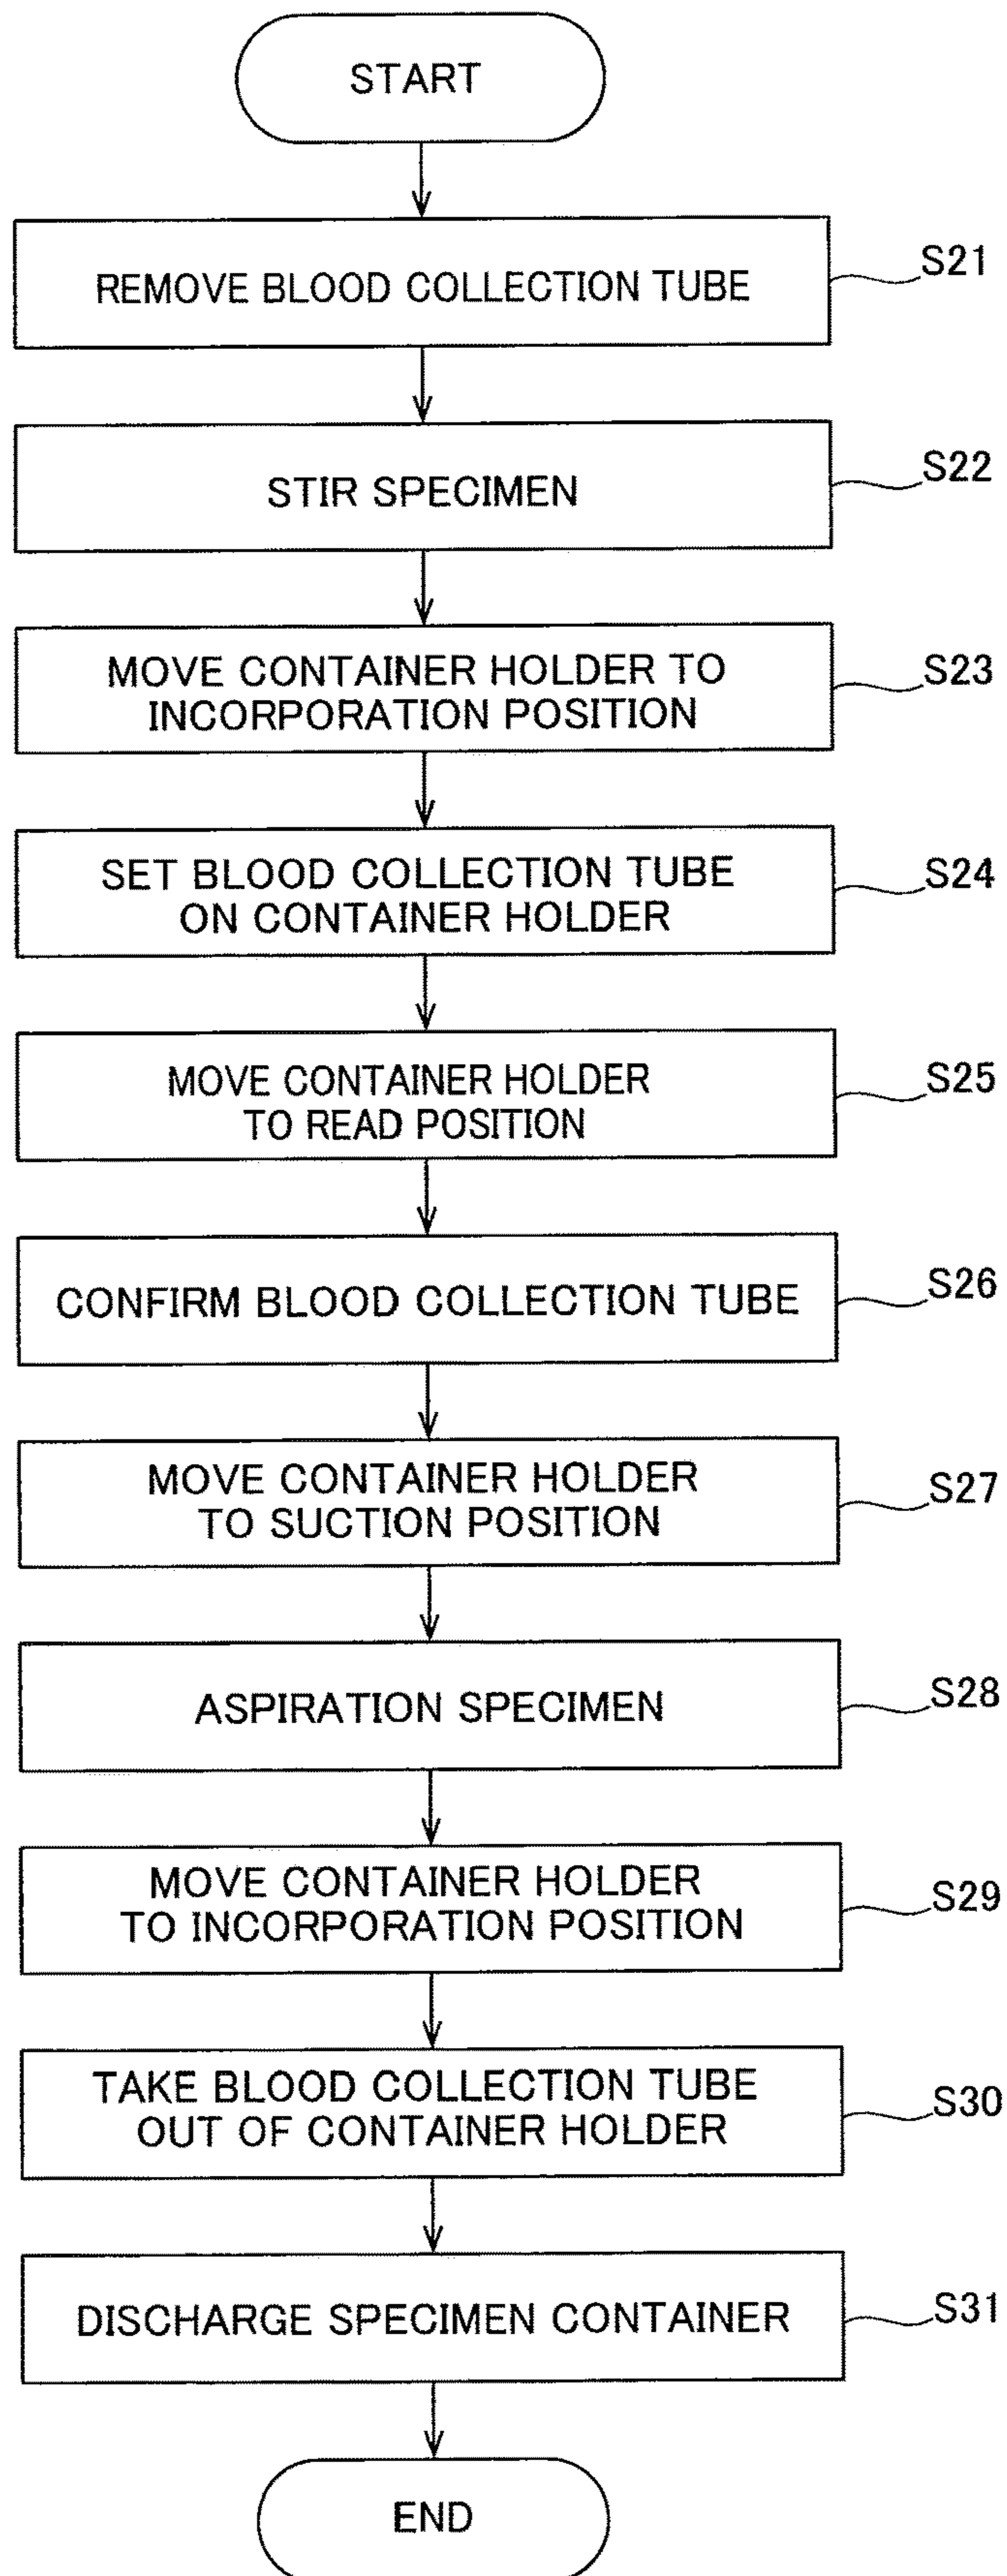 START
REMOVE BLOOD COLLECTION TUBE
S21
STIR SPECIMEN
S22
MOVE CONTAINER HOLDER TO
INCORPORATION POSITION
S23
SET BLOOD COLLECTION TUBE
ON CONTAINER HOLDER
S24
MOVE CONTAINER HOLDER
TO READ POSITION
S25
CONFIRM BLOOD COLLECTION TUBE
S26
MOVE CONTAINER HOLDER
TO SUCTION POSITION
S27
ASPIRATION SPECIMEN
S28
MOVE CONTAINER HOLDER
TO INCORPORATION POSITION
S29
TAKE BLOOD COLLECTION TUBE
OUT OF CONTAINER HOLDER
S30
DISCHARGE SPECIMEN CONTAINER
S31
END